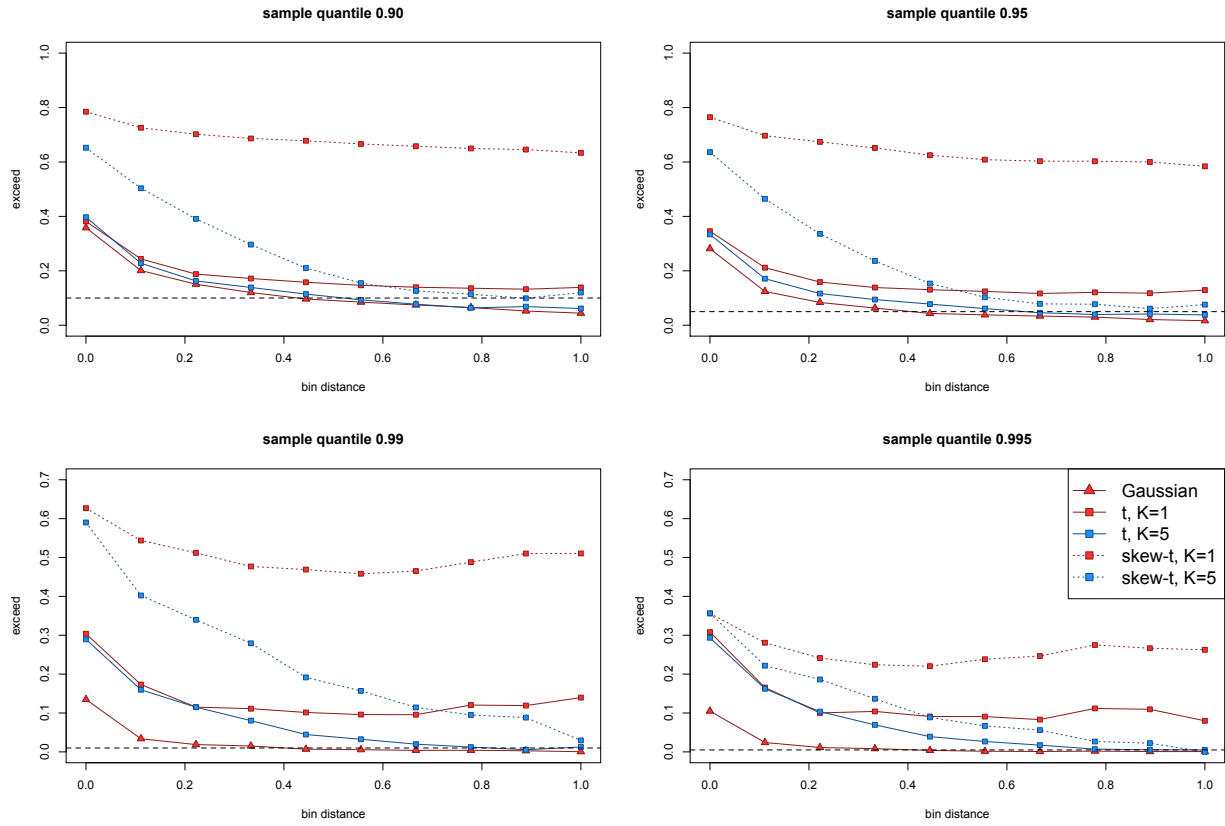 sample quantile 0.90
exceed
0.0 0.2 0.4 0.6 0.8 1.0
0.0 0.2 0.4 0.6 0.8 1.0
bin distance
sample quantile 0.95
exceed
0.0 0.2 0.4 0.6 0.8 1.0
0.0 0.2 0.4 0.6 0.8 1.0
bin distance
sample quantile 0.99
exceed
0.0 0.1 0.2 0.3 0.4 0.5 0.6 0.7
0.0 0.2 0.4 0.6 0.8 1.0
bin distance
sample quantile 0.995
exceed
0.0 0.1 0.2 0.3 0.4 0.5 0.6 0.7
Gaussian
t, K=1
t, K=5
skew-t, K=1
skew-t, K=5
0.0 0.2 0.4 0.6 0.8 1.0
bin distance